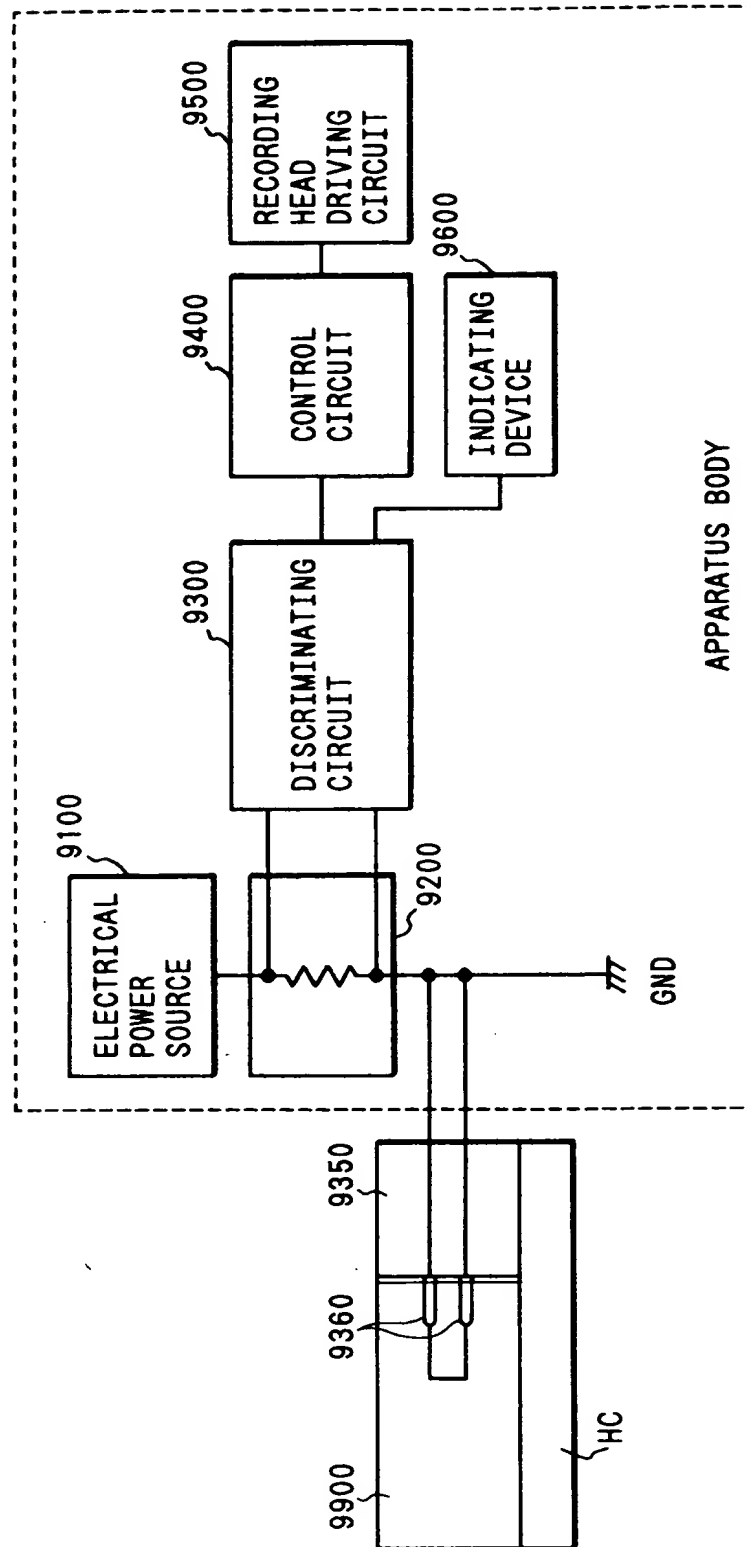 9100
ELECTRICAL
POWER
SOURCE
9200
9300
DISCRIMINATING
CIRCUIT
9400
CONTROL
CIRCUIT
9500
RECORDING
HEAD
DRIVING
CIRCUIT
9600
INDICATING
DEVICE
GND
APPARATUS BODY
9900
9360
9350
HC